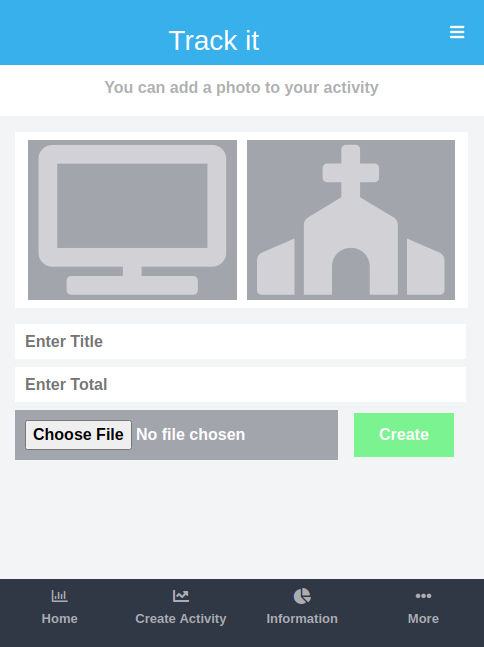 Track it
You can add a photo to your activity
Enter Title
Enter Total
Choose File No file chosen
Create
Home
Create Activity
Information
More